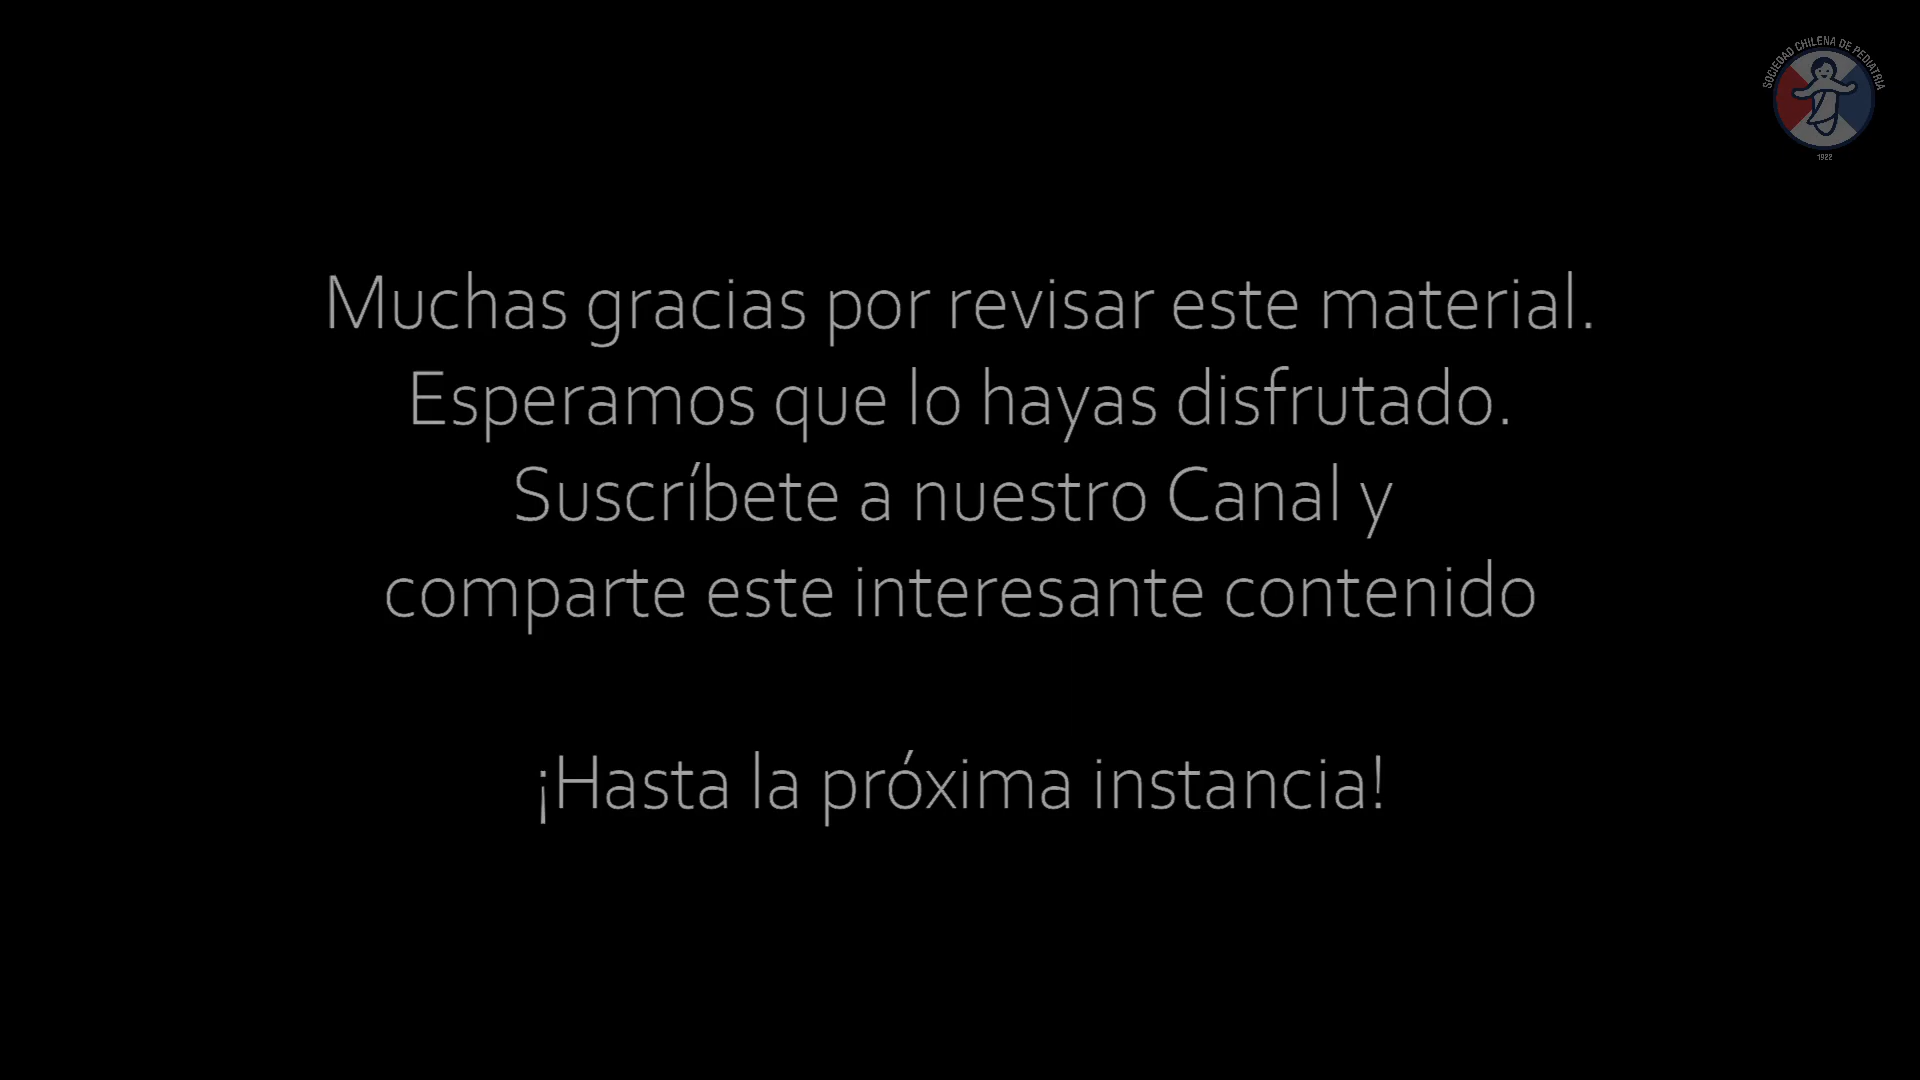 SOCIEDAD CHILENA DE PEDIATRÍA
1922
Muchas gracias por revisar este material.
Esperamos que lo hayas disfrutado.
Suscríbete a nuestro Canal y
comparte este interesante contenido
¡Hasta la próxima instancia!